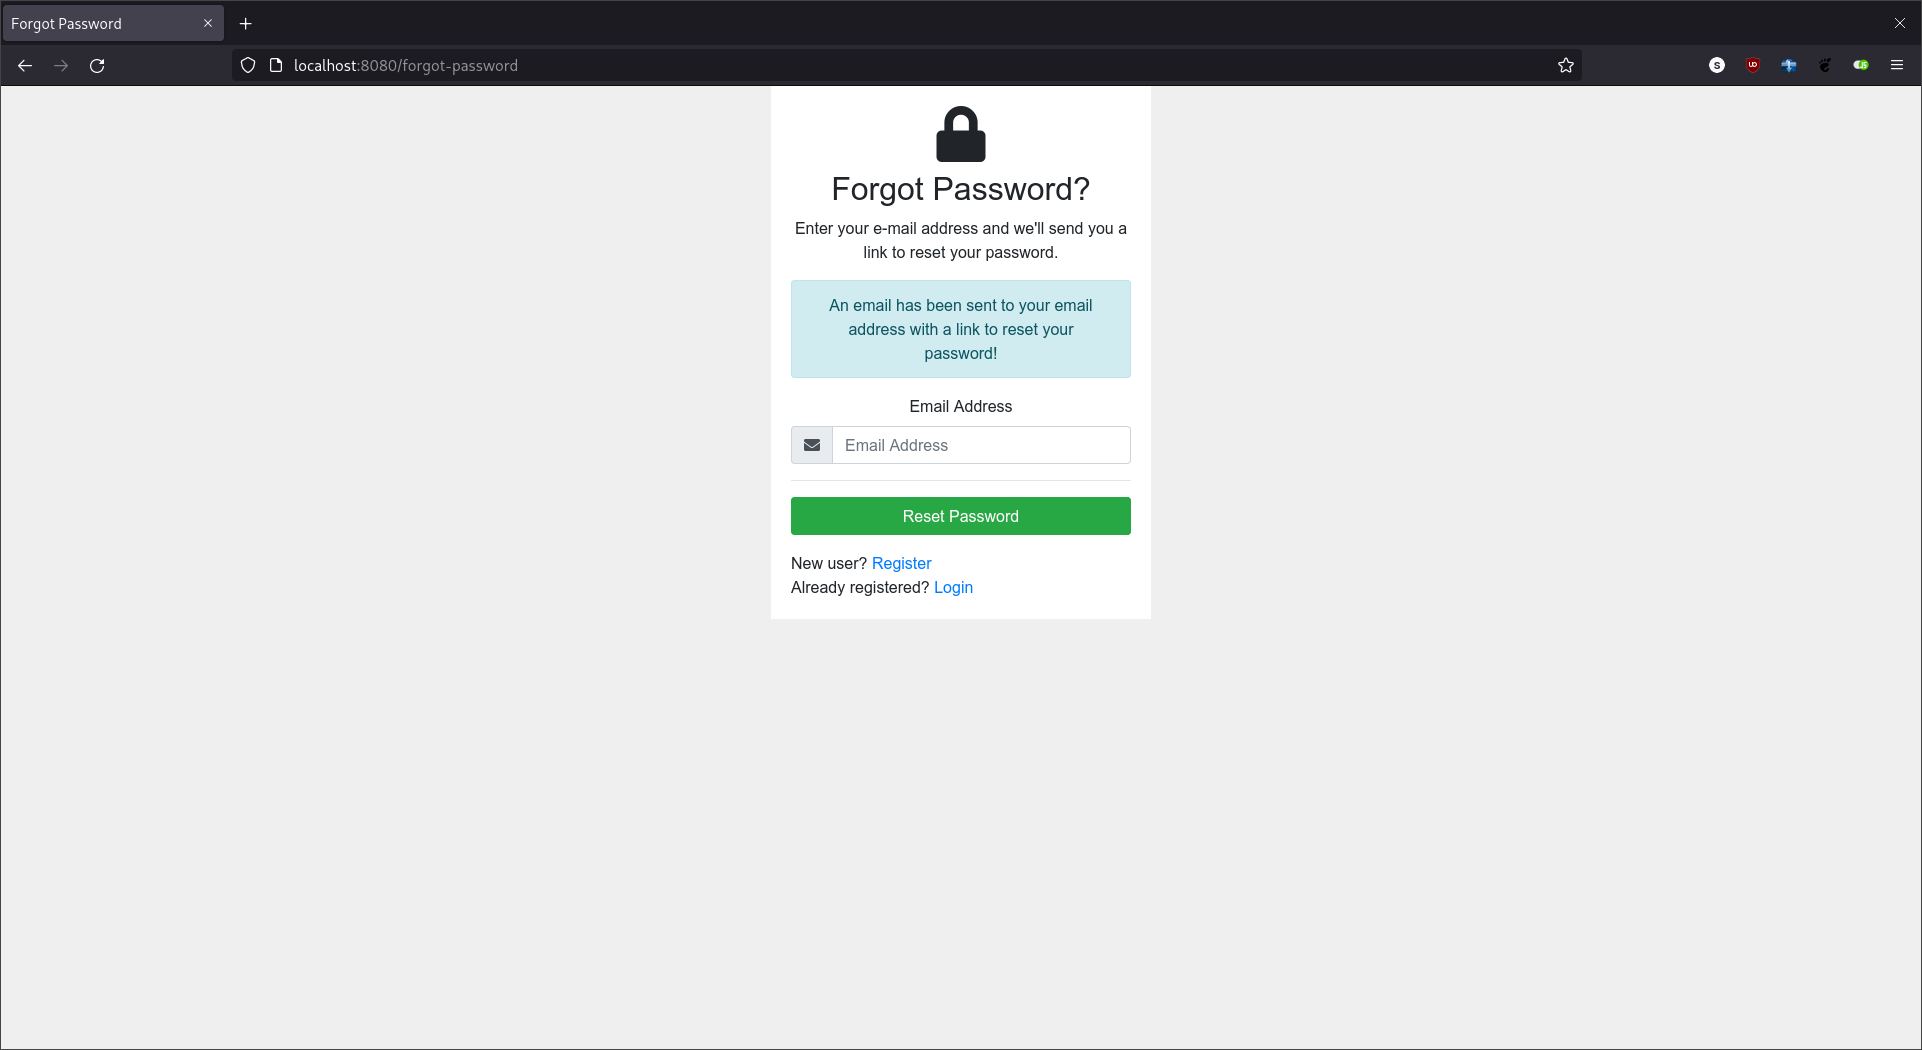 Forgot Password
localhost:8080/forgot-password
S
Forgot Password?
Enter your e-mail address and we'll send you a
link to reset your password.
An email has been sent to your email
address with a link to reset your
password!
Email Address
Email Address
Reset Password
New user? Register
Already registered? Login